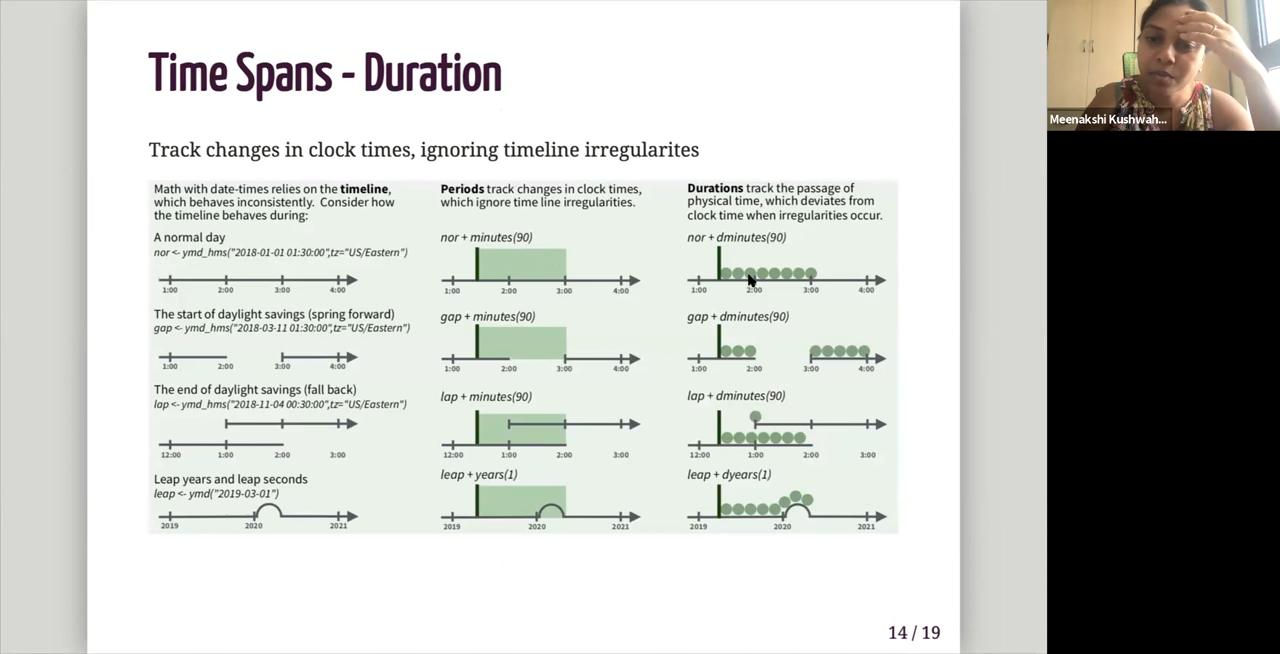 Time Spans - Duration
Track changes in clock times, ignoring timeline irregularites
Math with date-times relies on the timeline,
which behaves inconsistently. Consider how
the timeline behaves during:
Periods track changes in clock times,
which ignore time line irregularities.
Durations track the passage of
physical time, which deviates from
clock time when irregularities occur.
A normal day
nor <- ymd_hms("2018-01-01 01:30:00",tz="US/Eastern")
1:00 2:00 3:00 4:00
nor + minutes(90)
1:00 2:00 3:00 4:00
nor + dminutes(90)
1:00 2:00 3:00 4:00
The start of daylight savings (spring forward)
gap <- ymd_hms("2018-03-11 01:30:00",tz="US/Eastern")
1:00 2:00 3:00 4:00
gap + minutes(90)
1:00 2:00 3:00 4:00
gap + dminutes(90)
1:00 2:00 3:00 4:00
The end of daylight savings (fall back)
lap <- ymd_hms("2018-11-04 00:30:00",tz="US/Eastern")
12:00 1:00 2:00 3:00
lap + minutes(90)
12:00 1:00 2:00 3:00
lap + dminutes(90)
12:00 1:00 2:00 3:00
Leap years and leap seconds
leap <- ymd("2019-03-01")
2019 2020 2021
leap + years(1)
2019 2020 2021
leap + dyears(1)
2019 2020 2021
14 / 19
Meenakshi Kushwah...